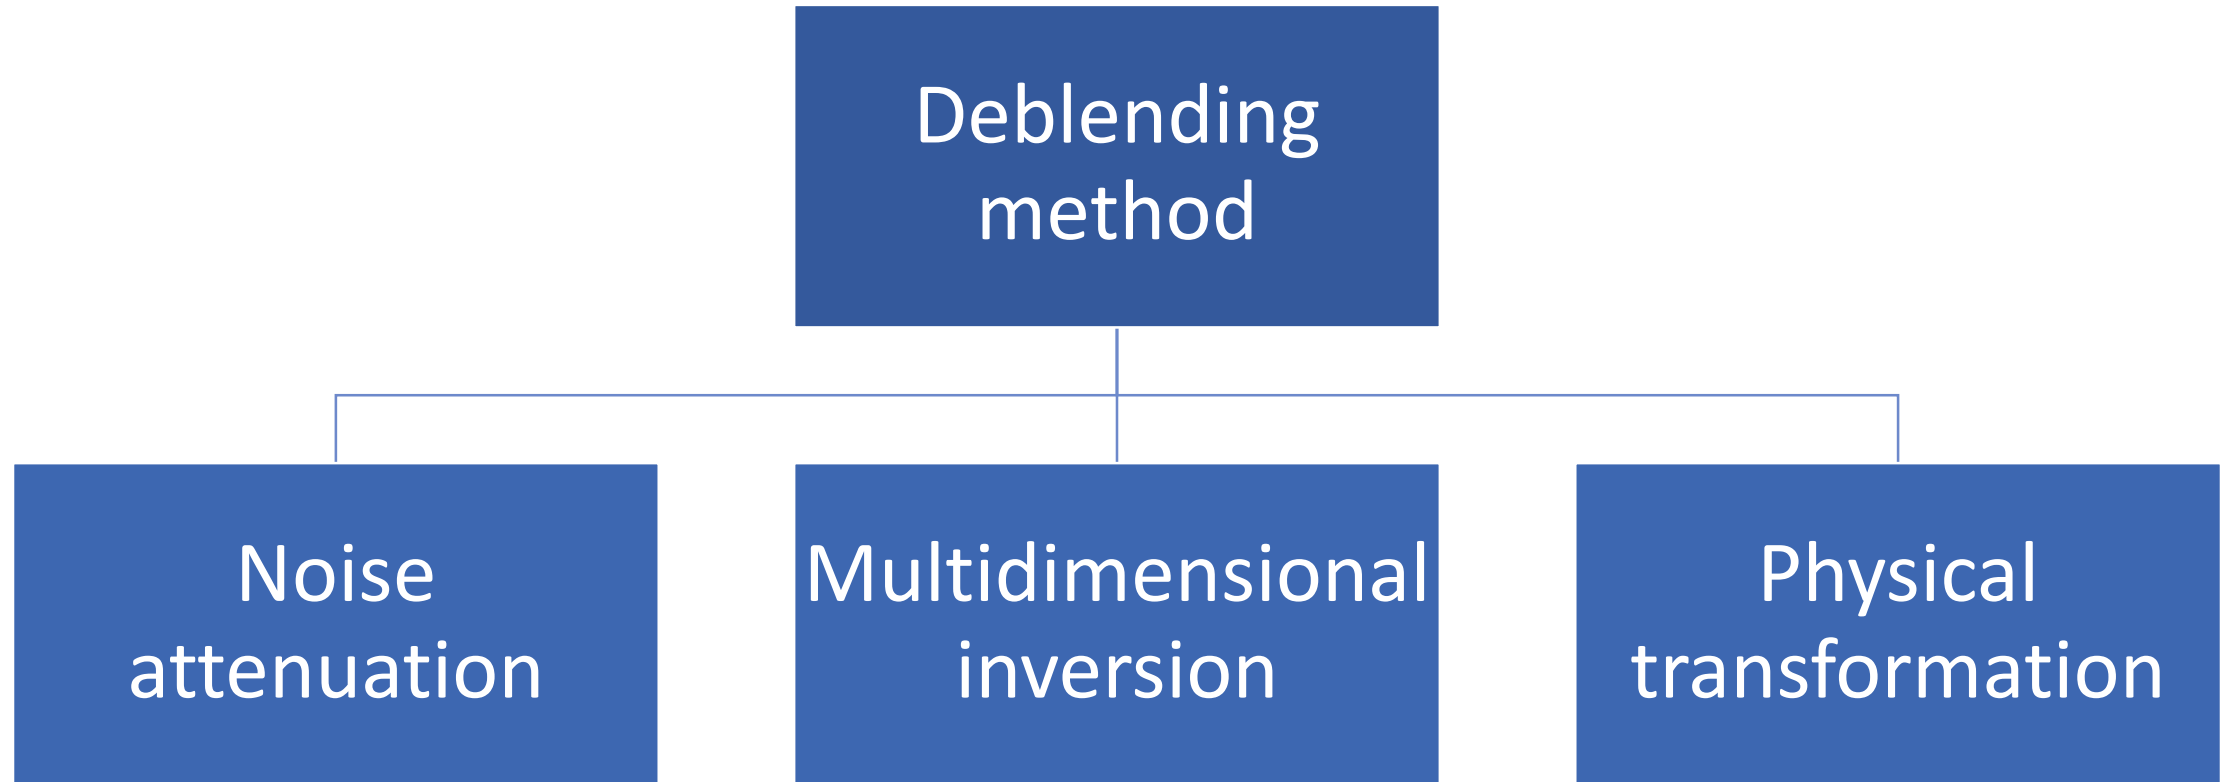 Deblending
method
Noise
attenuation
Multidimensional
inversion
Physical
transformation